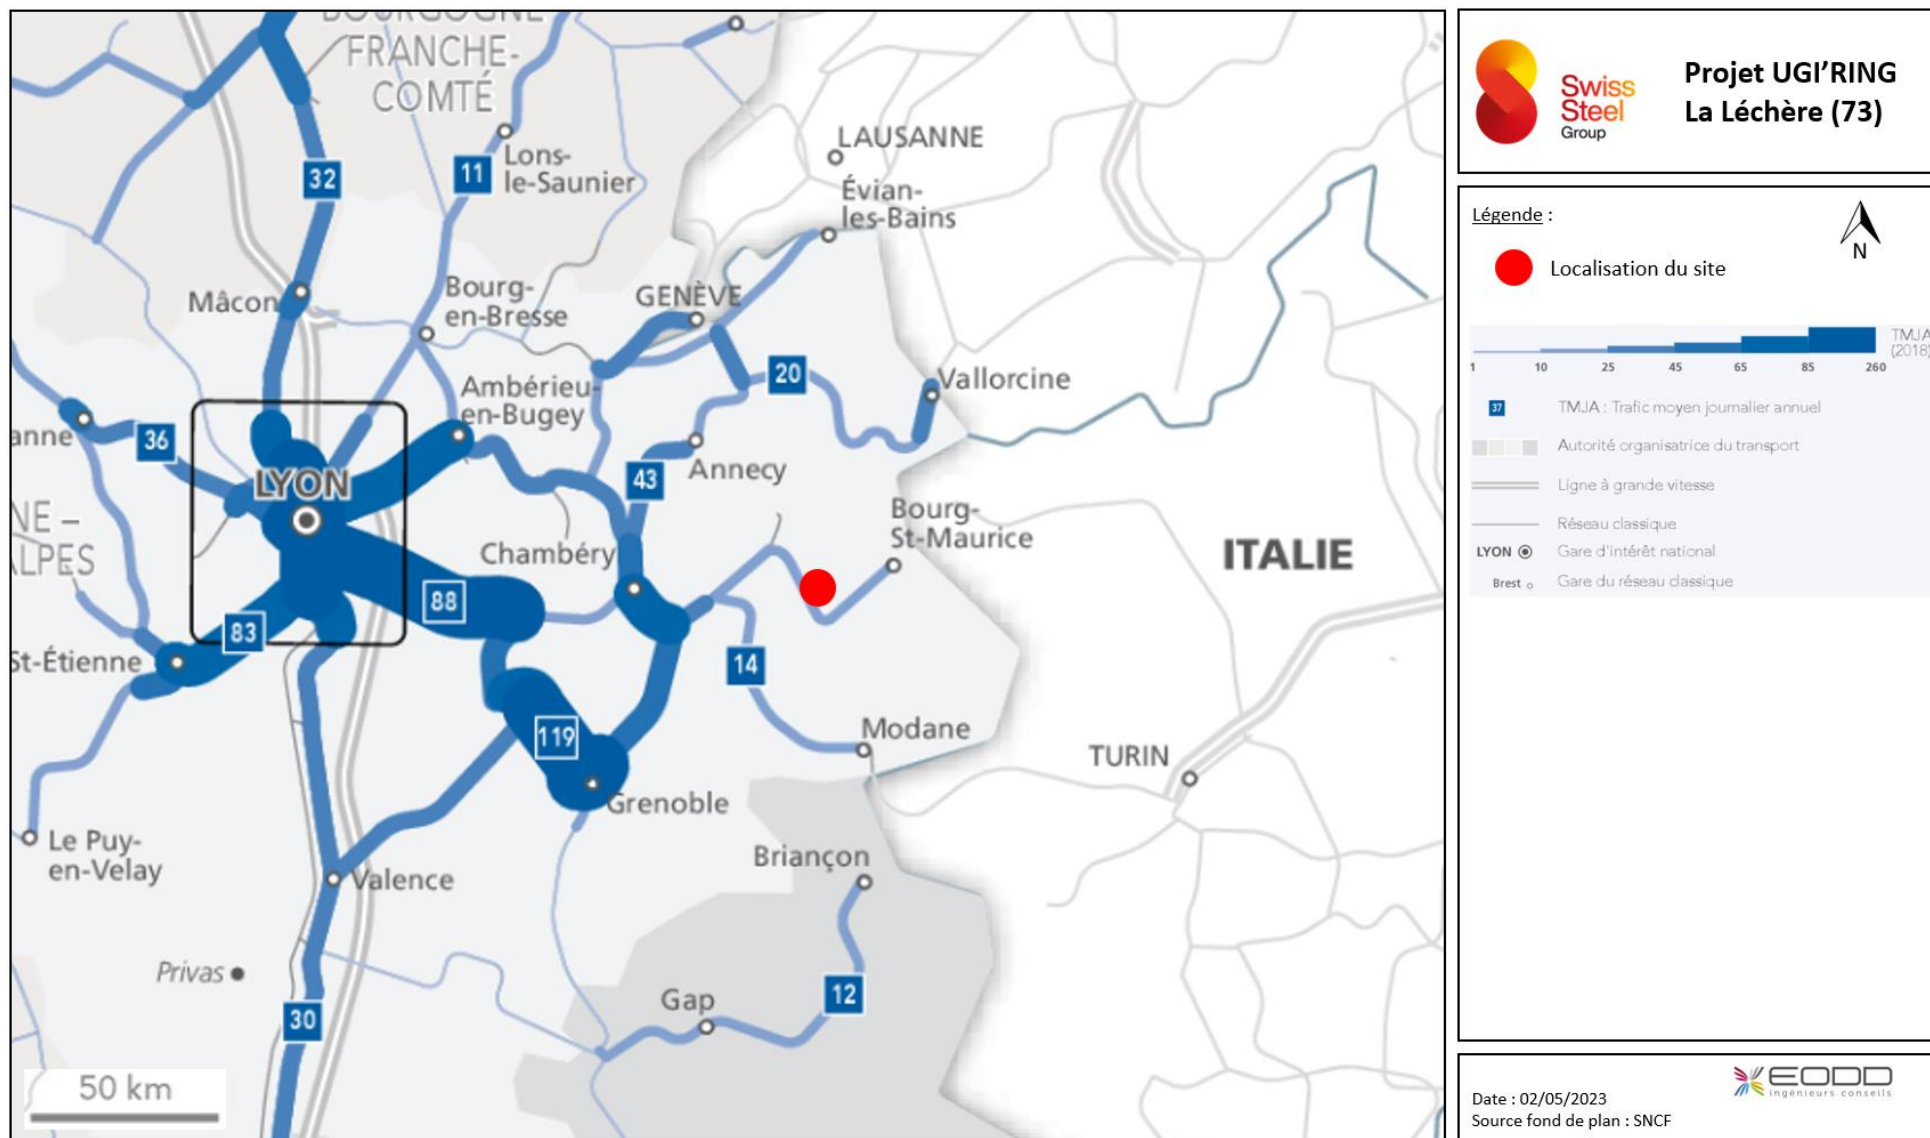 BOURGOGNE
FRANCHE-
COMTÉ
32
11
Lons-
le-Saunier
LAUSANNE
Évian-
les-Bains
Mâcon
Bourg-
en-Bresse
GENÈVE
20
Vallorcine
Ambérieu-
en-Bugey
anne
36
LYON
43
Annecy
NE –
ALPES
Chambéry
Bourg-
St-Maurice
ITALIE
88
83
St-Étienne
14
119
Modane
TURIN
Grenoble
Le Puy-
en-Velay
Valence
Briançon
Privas
Gap
12
30
50 km
Swiss
Steel
Group
Projet UGI’RING
La Léchère (73)
Légende :
N
Localisation du site
TMJA
(2018)
1 10 25 45 65 85 260
37 TMJA : Trafic moyen journalier annuel
Autorité organisatrice du transport
Ligne à grande vitesse
Réseau classique
LYON Gare d'intérêt national
Brest Gare du réseau classique
Date : 02/05/2023
Source fond de plan : SNCF
EODD
ingénieurs conseils